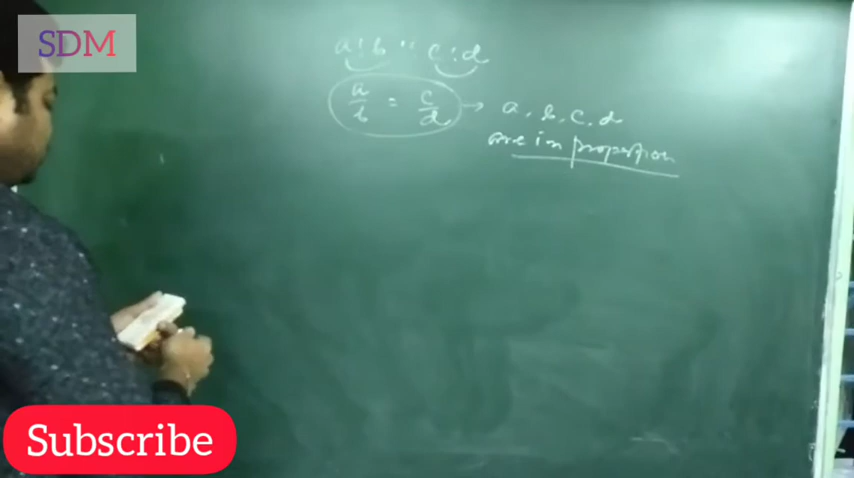 SDM
a:b :: c:d
a/b = c/d → a, b, c, d
are in proportion
Subscribe